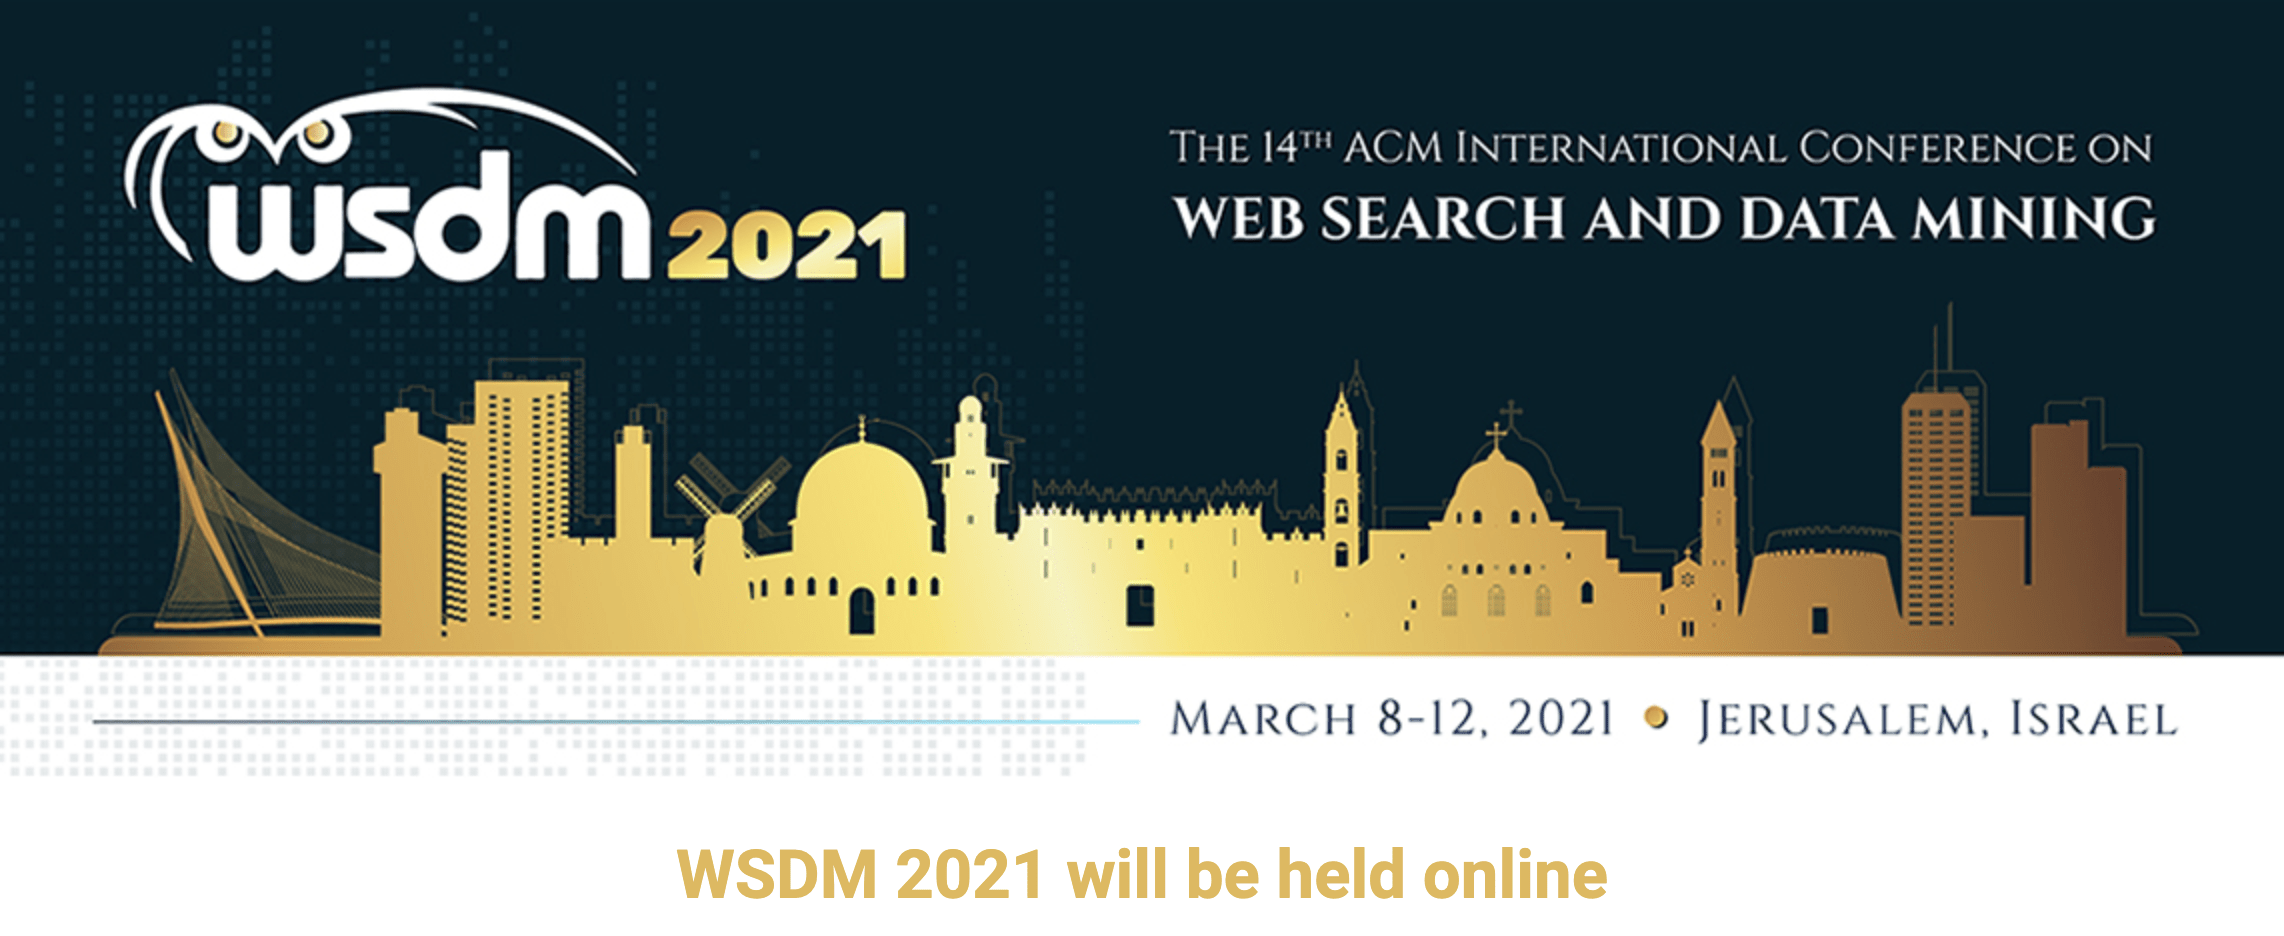 wsdm 2021
THE 14TH ACM INTERNATIONAL CONFERENCE ON
WEB SEARCH AND DATA MINING
MARCH 8-12, 2021 • JERUSALEM, ISRAEL
WSDM 2021 will be held online